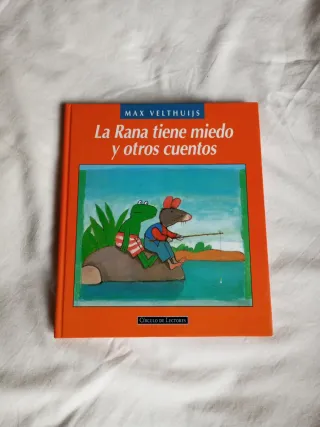 MAX VELTHUIJS
La Rana tiene miedo
y otros cuentos
CÍRCULO DE LECTORES